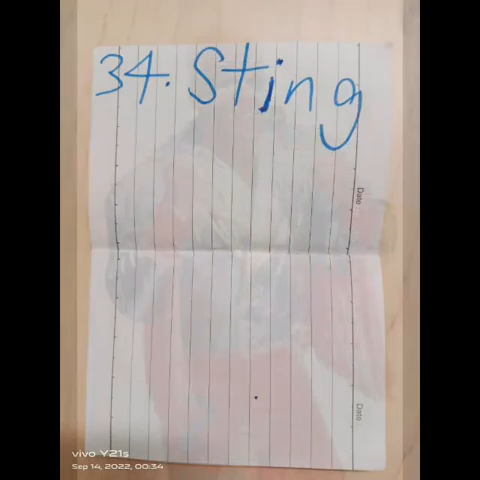 34. Sting
Date
Date
vivo Y21s
Sep 14, 2022, 00:34